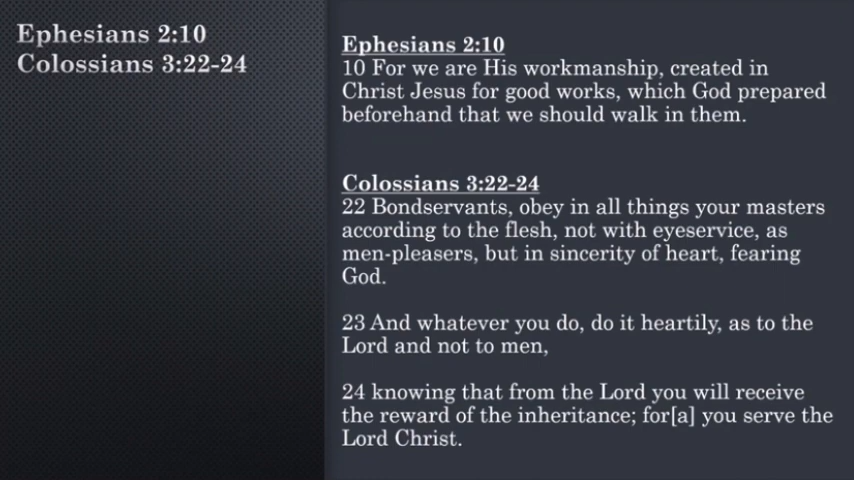 Ephesians 2:10
Colossians 3:22-24
Ephesians 2:10
10 For we are His workmanship, created in
Christ Jesus for good works, which God prepared
beforehand that we should walk in them.
Colossians 3:22-24
22 Bondservants, obey in all things your masters
according to the flesh, not with eyeservice, as
men-pleasers, but in sincerity of heart, fearing
God.
23 And whatever you do, do it heartily, as to the
Lord and not to men,
24 knowing that from the Lord you will receive
the reward of the inheritance; for[a] you serve the
Lord Christ.